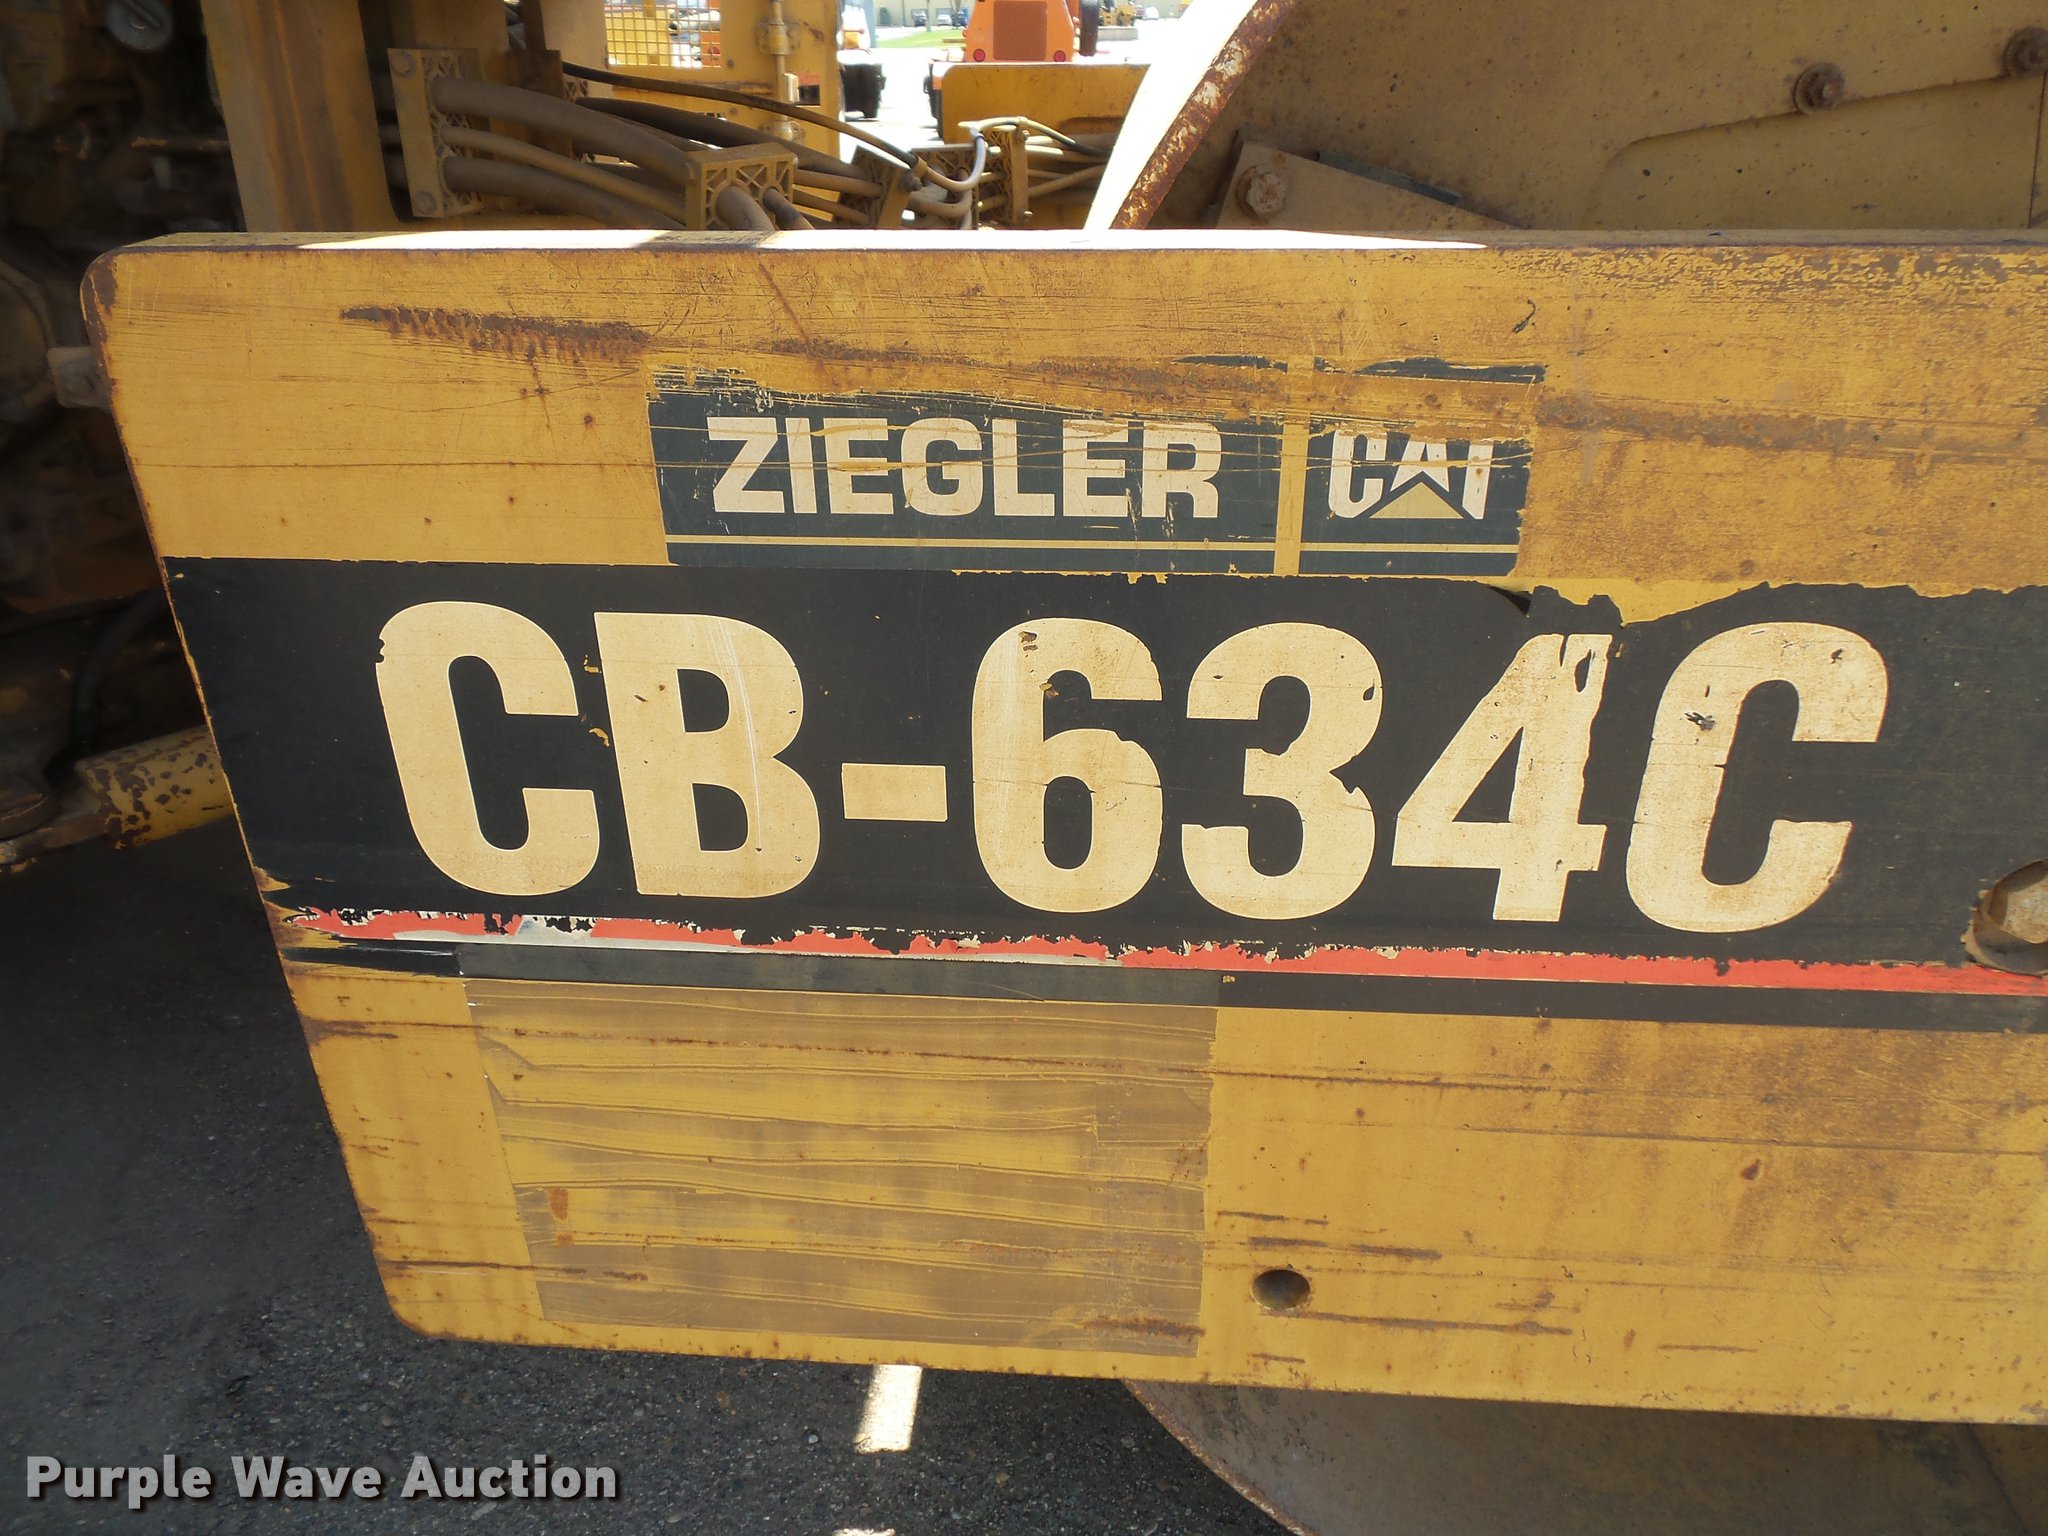 ZIEGLER CAT
CB-634C
Purple Wave Auction